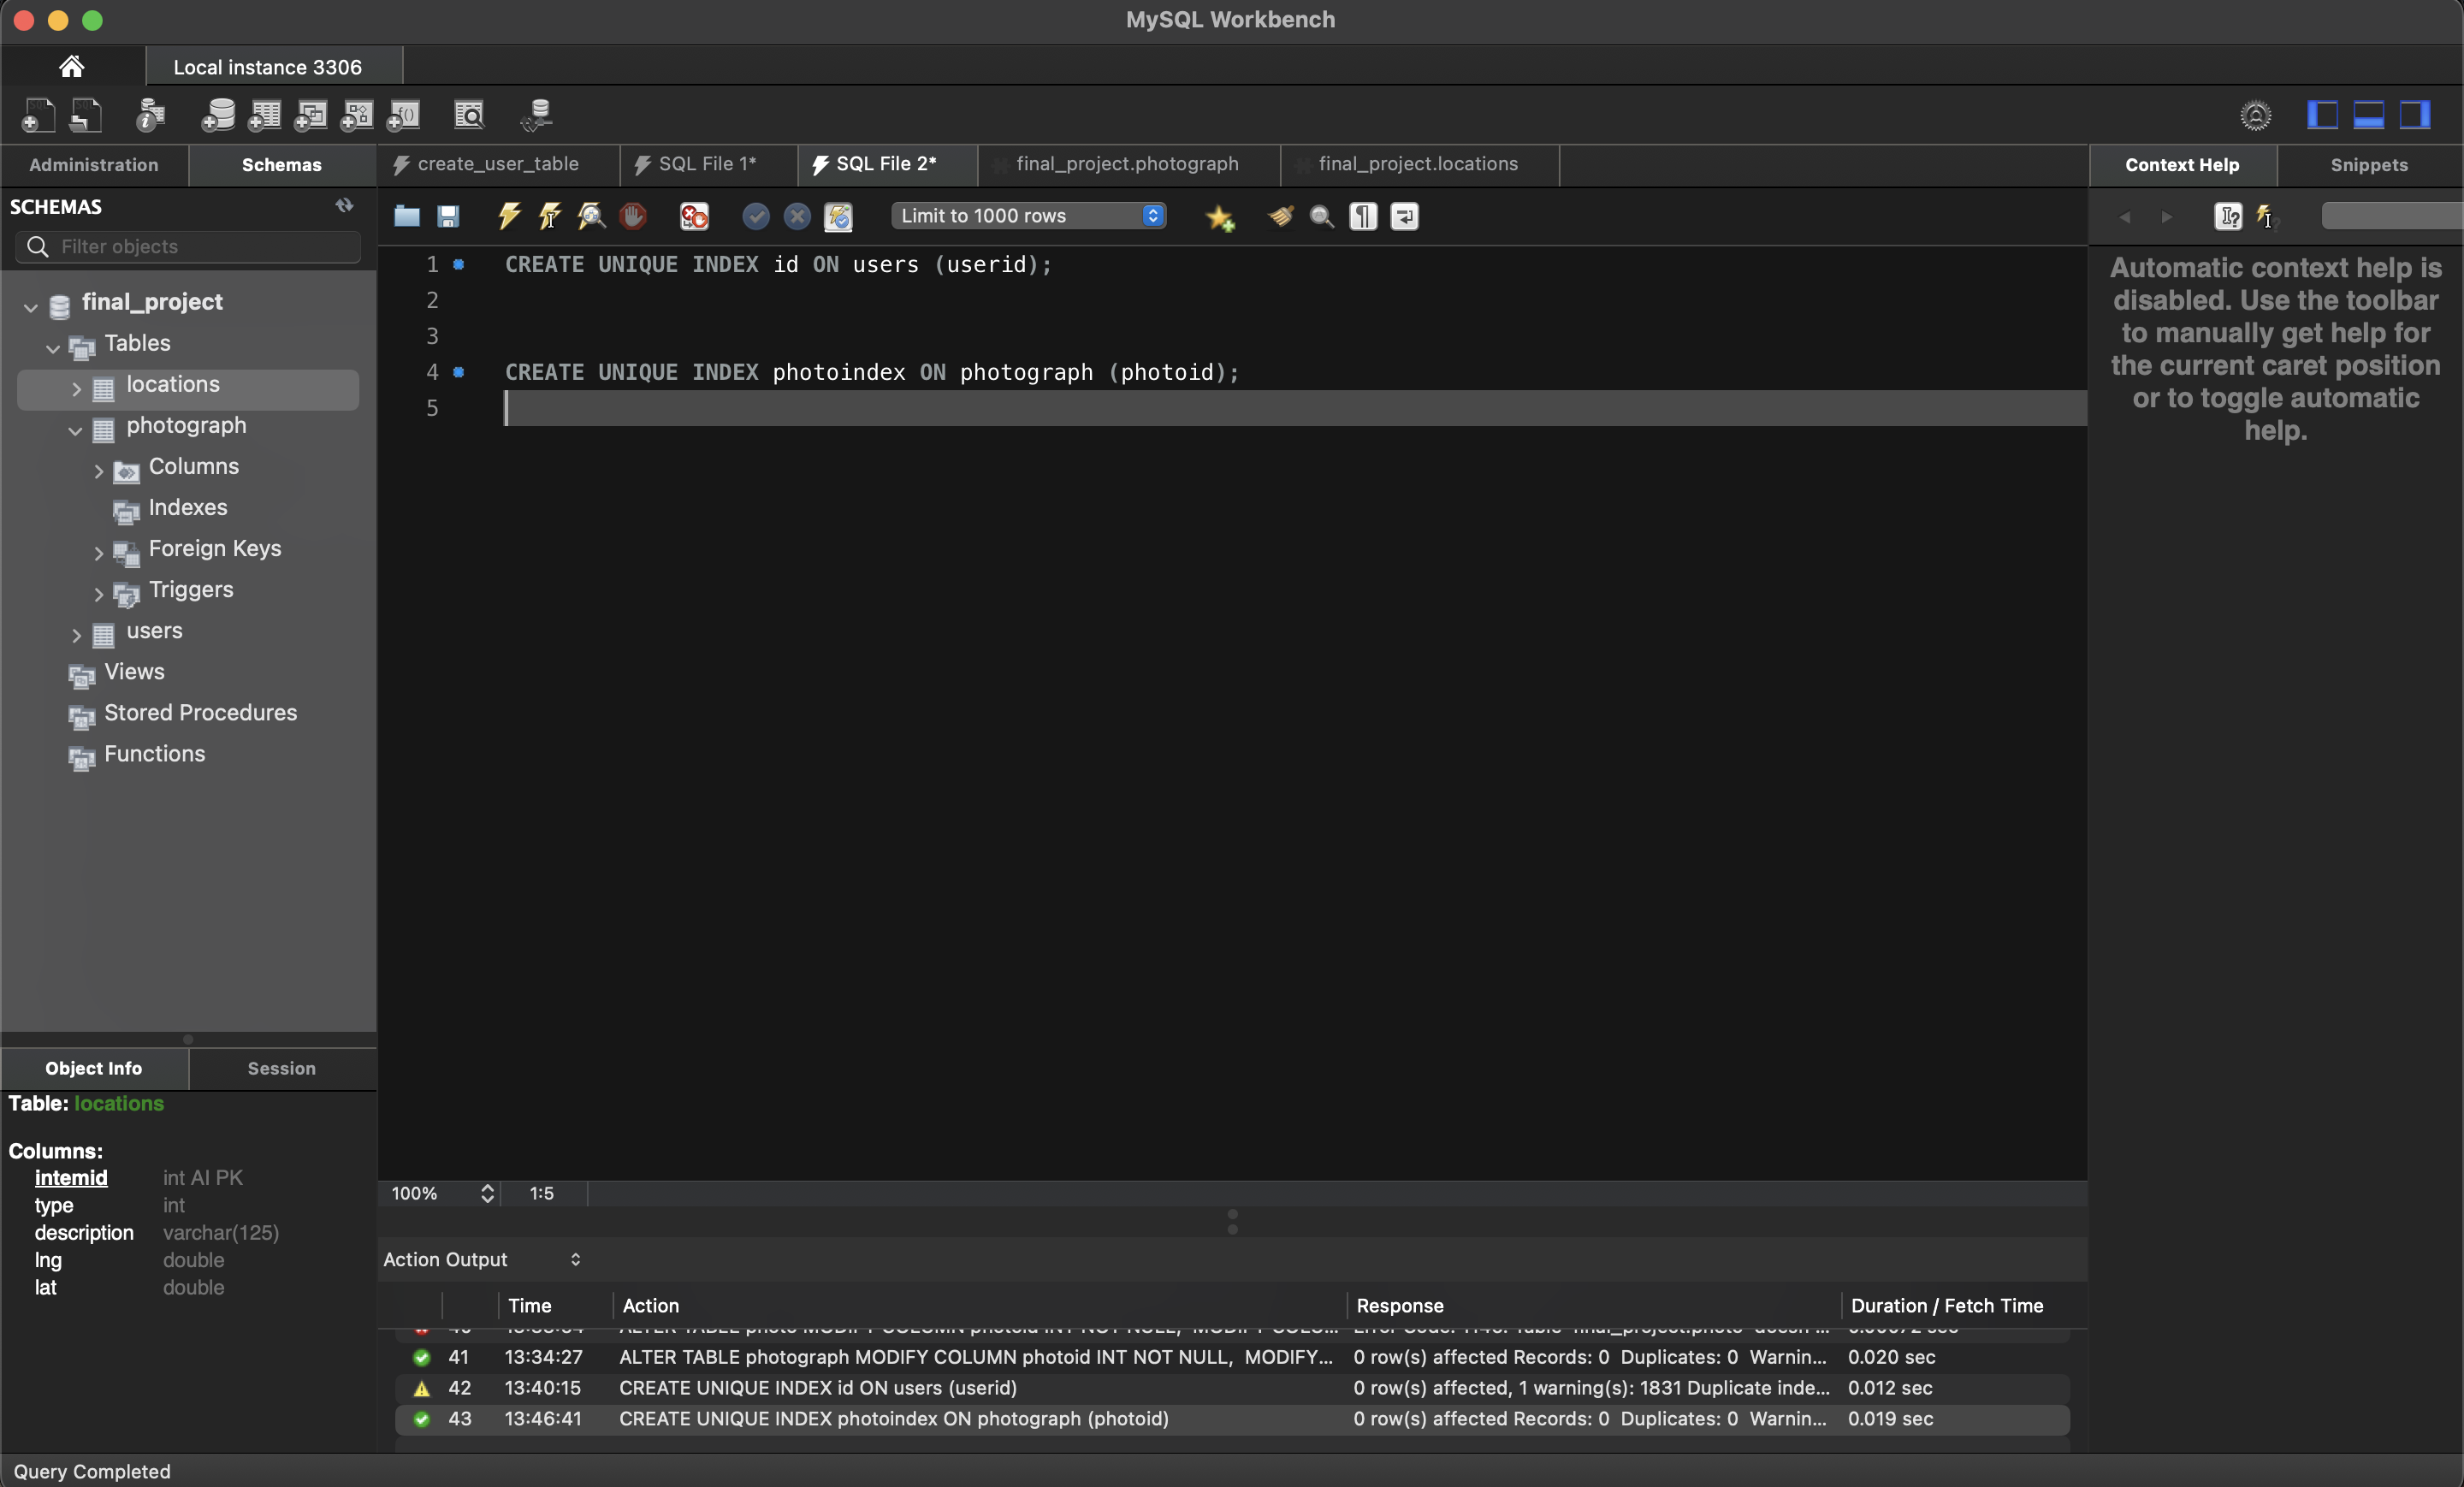 MySQL Workbench
Local instance 3306
Administration
Schemas
create_user_table
SQL File 1*
SQL File 2*
final_project.photograph
final_project.locations
Context Help
Snippets
SCHEMAS
Filter objects
Limit to 1000 rows
1 CREATE UNIQUE INDEX id ON users (userid);
2
3
4 CREATE UNIQUE INDEX photoindex ON photograph (photoid);
5
final_project
Tables
locations
photograph
Columns
Indexes
Foreign Keys
Triggers
users
Views
Stored Procedures
Functions
Automatic context help is
disabled. Use the toolbar
to manually get help for
the current caret position
or to toggle automatic
help.
Object Info
Session
Table: locations
Columns:
intemid int AI PK
type int
description varchar(125)
lng double
lat double
100% 1:5
Action Output
Time Action Response Duration / Fetch Time
41 13:34:27 ALTER TABLE photograph MODIFY COLUMN photoid INT NOT NULL, MODIFY... 0 row(s) affected Records: 0 Duplicates: 0 Warnin... 0.020 sec
42 13:40:15 CREATE UNIQUE INDEX id ON users (userid) 0 row(s) affected, 1 warning(s): 1831 Duplicate inde... 0.012 sec
43 13:46:41 CREATE UNIQUE INDEX photoindex ON photograph (photoid) 0 row(s) affected Records: 0 Duplicates: 0 Warnin... 0.019 sec
Query Completed